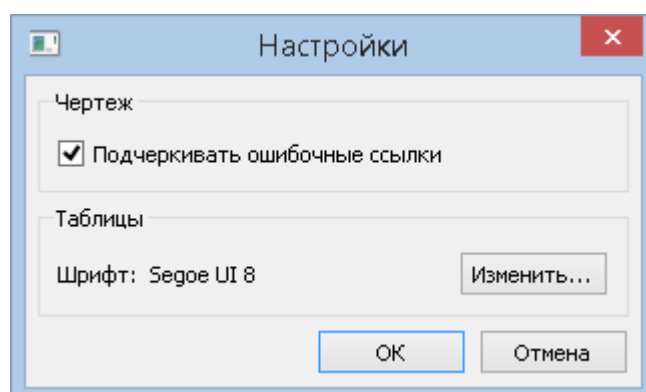 Настройки
Чертеж
Подчеркивать ошибочные ссылки
Таблицы
Шрифт: Segoe UI 8
Изменить...
OK
Отмена